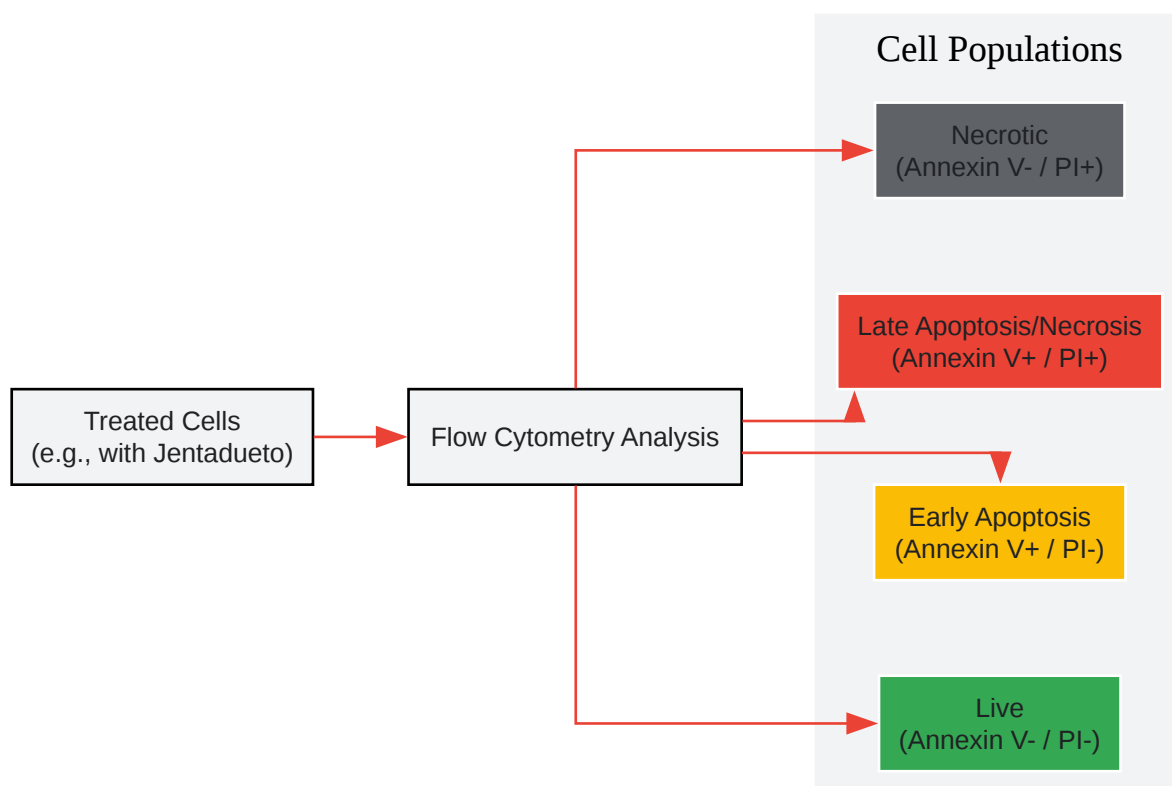 Cell Populations
Necrotic
(Annexin V- / PI+)
Late Apoptosis/Necrosis
(Annexin V+ / PI+)
Treated Cells
(e.g., with Jentadueto)
Flow Cytometry Analysis
Early Apoptosis
(Annexin V+ / PI-)
Live
(Annexin V- / PI-)